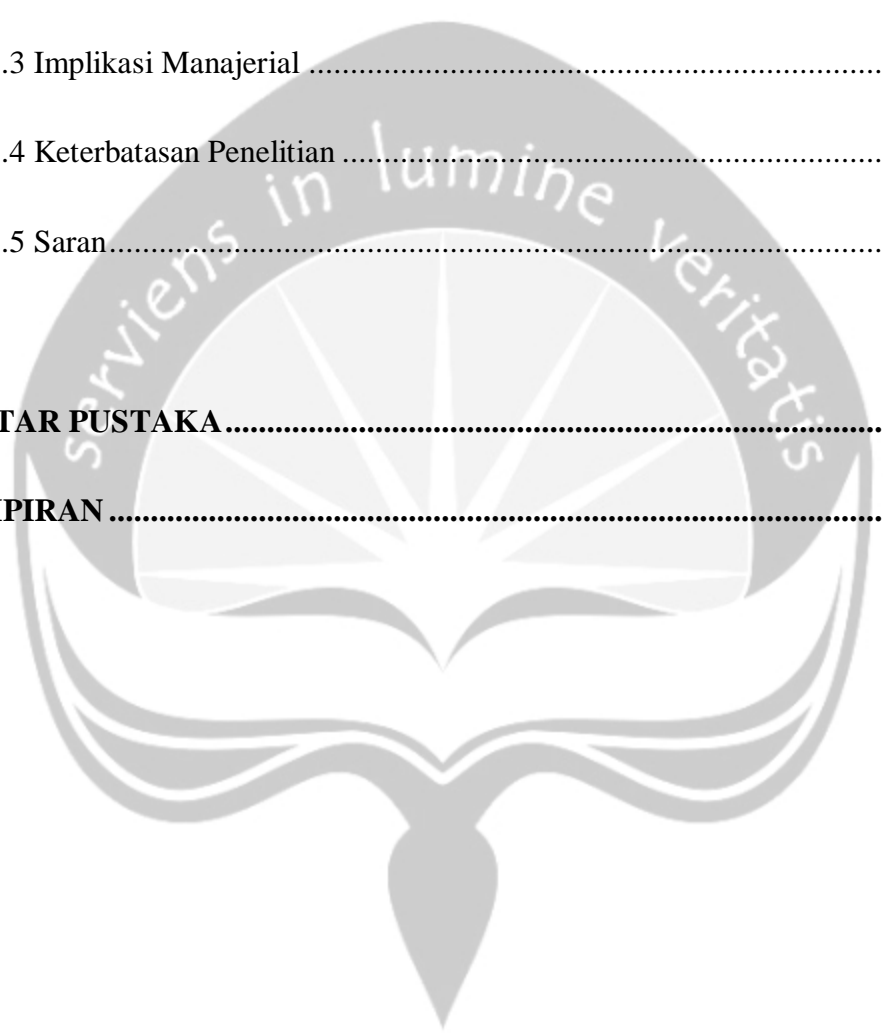 .3 Implikasi Manajerial ........................................................................
.4 Keterbatasan Penelitian ....................................................................
.5 Saran....................................................................................................
serviens in lumine veritatis
TAR PUSTAKA....................................................................................
PIRAN ..................................................................................................